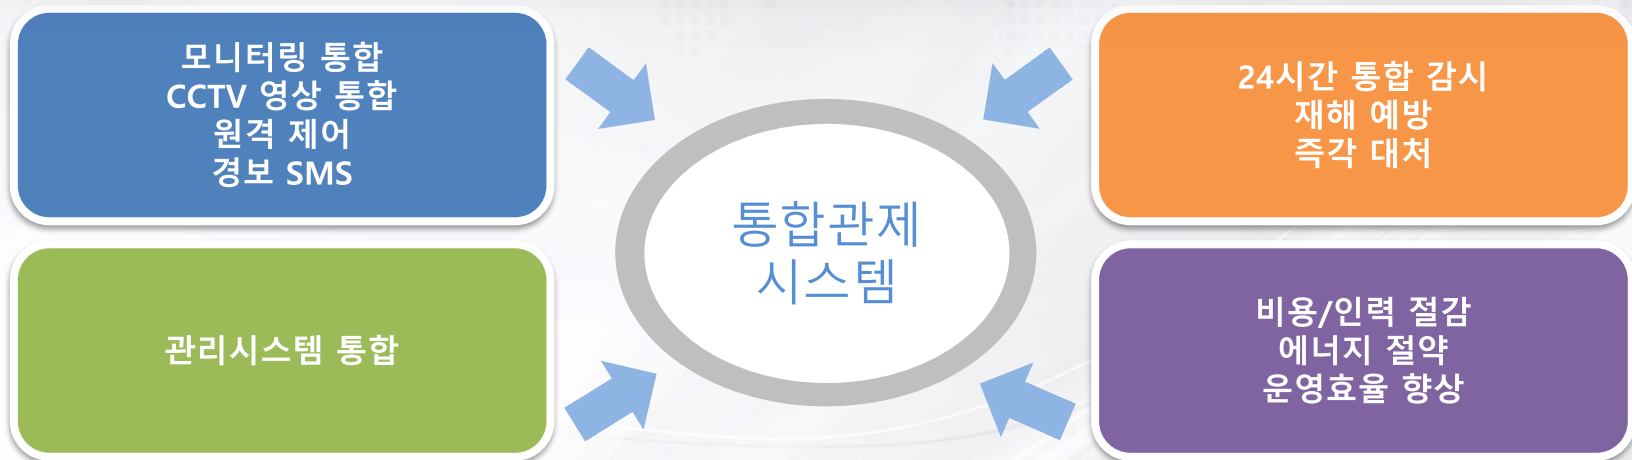 모니터링 통합
CCTV 영상 통합
원격 제어
경보 SMS
24시간 통합 감시
재해 예방
즉각 대처
통합관제
시스템
관리시스템 통합
비용/인력 절감
에너지 절약
운영효율 향상